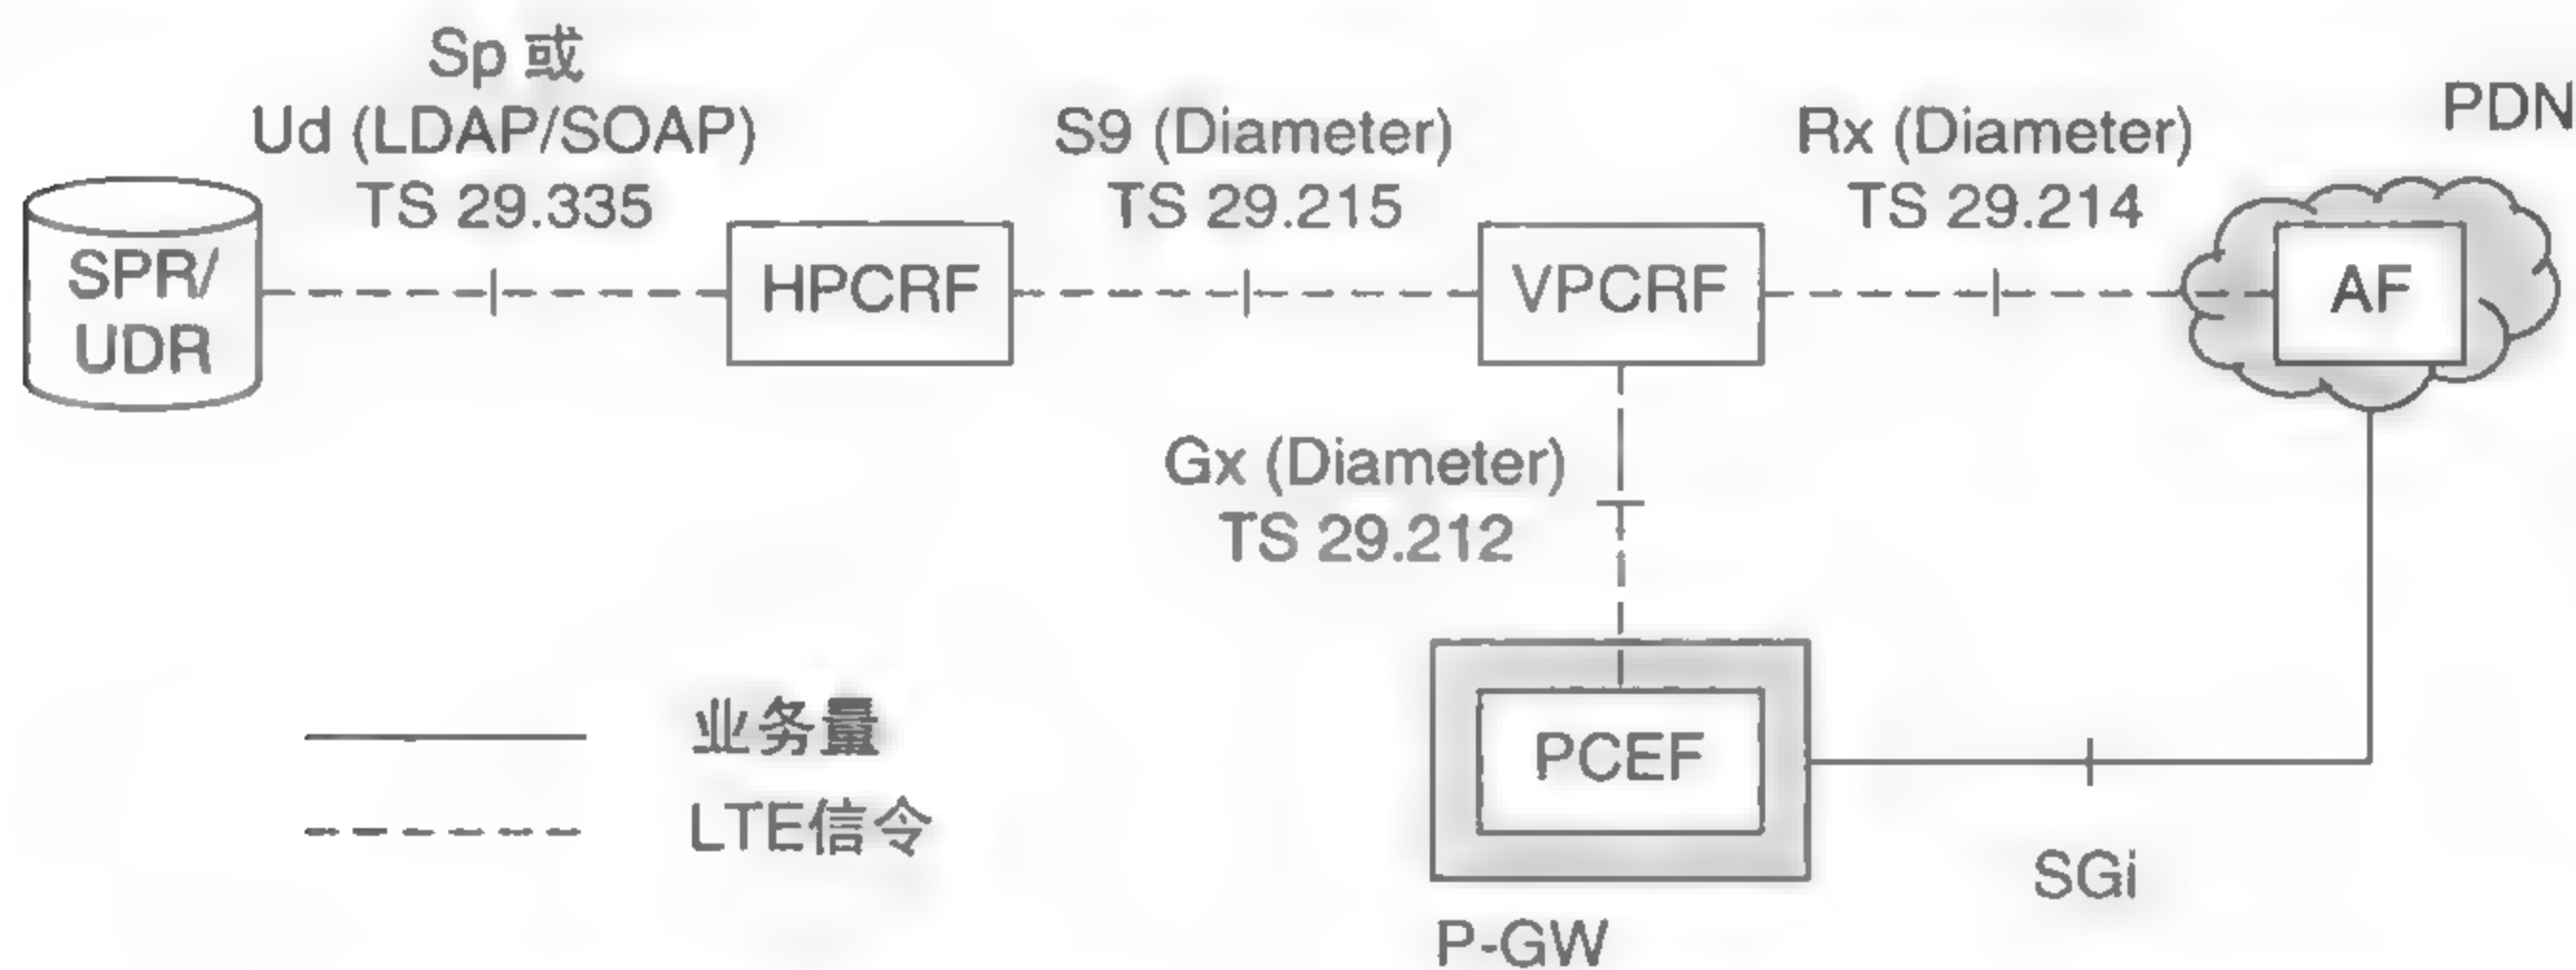 Sp 或
Ud (LDAP/SOAP)
TS 29.335
S9 (Diameter)
TS 29.215
Rx (Diameter)
TS 29.214
PDN
SPR/
UDR
HPCRF
VPCRF
AF
Gx (Diameter)
TS 29.212
PCEF
P-GW
SGi
业务量
LTE信令